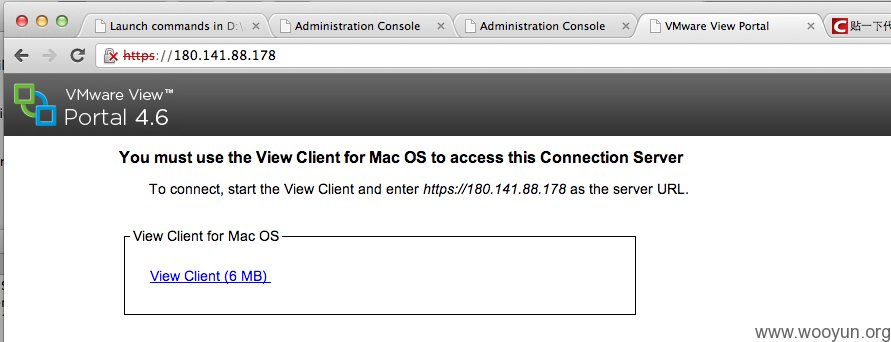 Launch commands in D:\
Administration Console
Administration Console
VMware View Portal
贴一下代
https://180.141.88.178
VMware View™
Portal 4.6
You must use the View Client for Mac OS to access this Connection Server
To connect, start the View Client and enter https://180.141.88.178 as the server URL.
View Client for Mac OS
View Client (6 MB)
www.wooyun.org